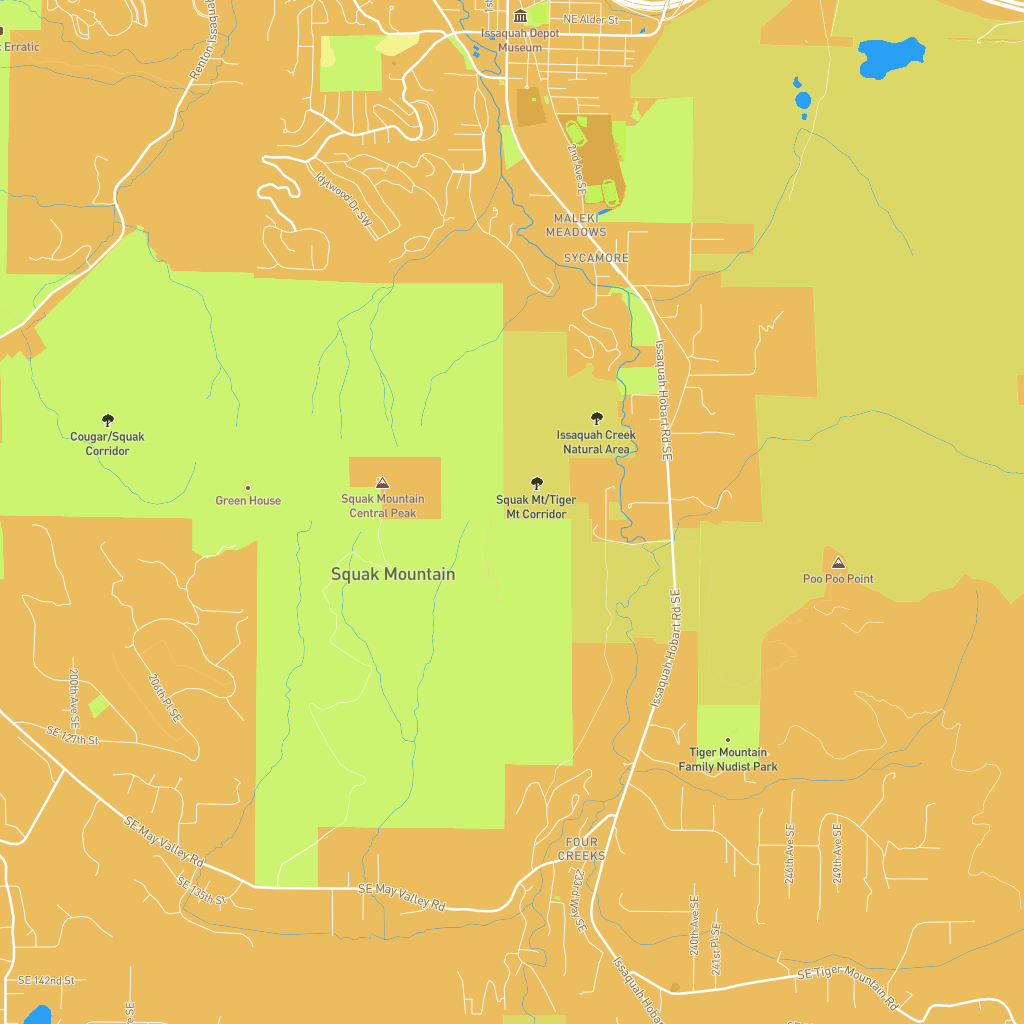 NE Alder St
Issaquah Depot
Museum
Erratic
2nd Ave SE
Idylwood Dr SW
MALEKI
MEADOWS
SYCAMORE
Issaquah Hobart Rd SE
Cougar/Squak
Corridor
Issaquah Creek
Natural Area
Green House
Squak Mountain
Central Peak
Squak Mt/Tiger
Mt Corridor
Squak Mountain
Poo Poo Point
Issaquah Hobart Rd SE
200th Ave SE
206th Pl SE
SE 127th St
Tiger Mountain
Family Nudist Park
SE May Valley Rd
FOUR
CREEKS
246th Ave SE
249th Ave SE
SE 135th St
SE May Valley Rd
233rd Way SE
240th Ave SE
241st Pl SE
SE 142nd St
Issaquah Hobart
SE Tiger Mountain Rd